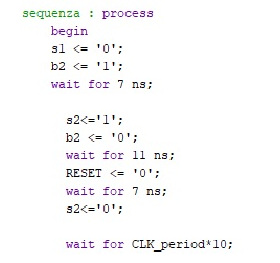 sequenza : process
begin
s1 <= '0';
b2 <= '1';
wait for 7 ns;
s2<='1';
b2 <= '0';
wait for 11 ns;
RESET <= '0';
wait for 7 ns;
s2<='0';
wait for CLK_period*10;